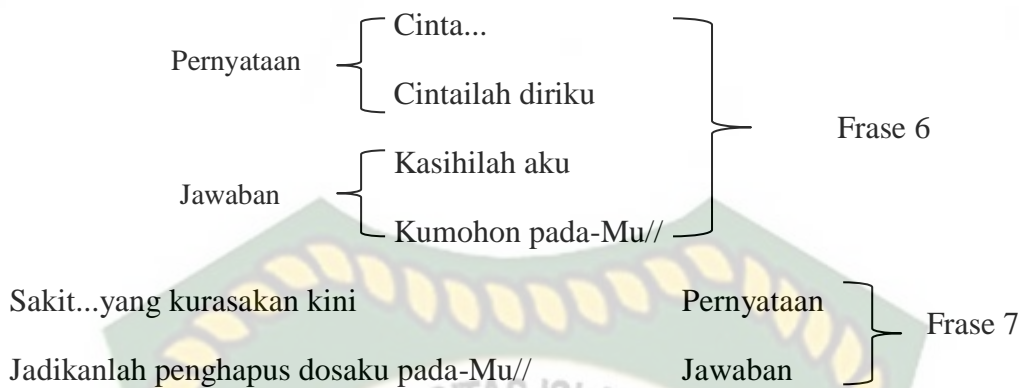 Cinta...
Pernyataan
Cintailah diriku
Frase 6
Kasihilah aku
Jawaban
Kumohon pada-Mu//
Sakit...yang kurasakan kini Pernyataan
Frase 7
Jadikanlah penghapus dosaku pada-Mu// Jawaban